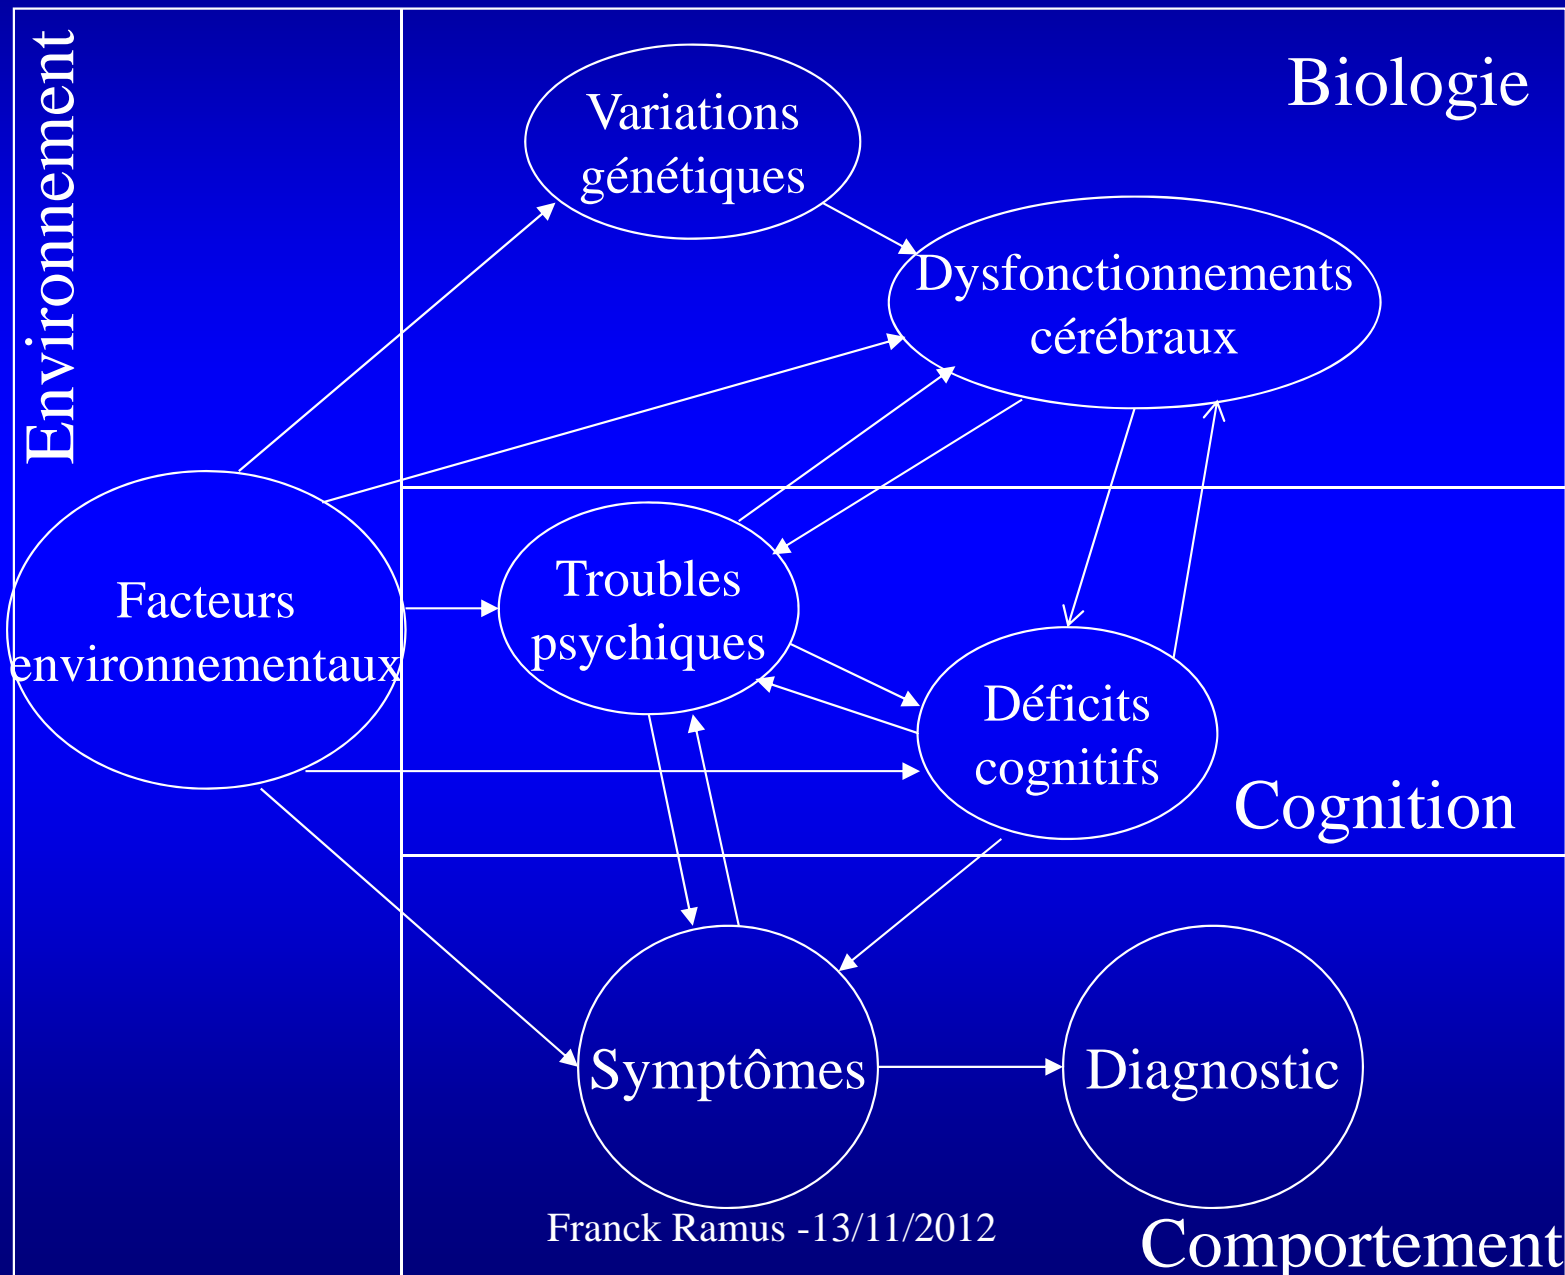 Environnement
Biologie
Variations
génétiques
Dysfonctionnements
cérébraux
Facteurs
environnementaux
Troubles
psychiques
Déficits
cognitifs
Cognition
Symptômes
Diagnostic
Franck Ramus -13/11/2012
Comportement